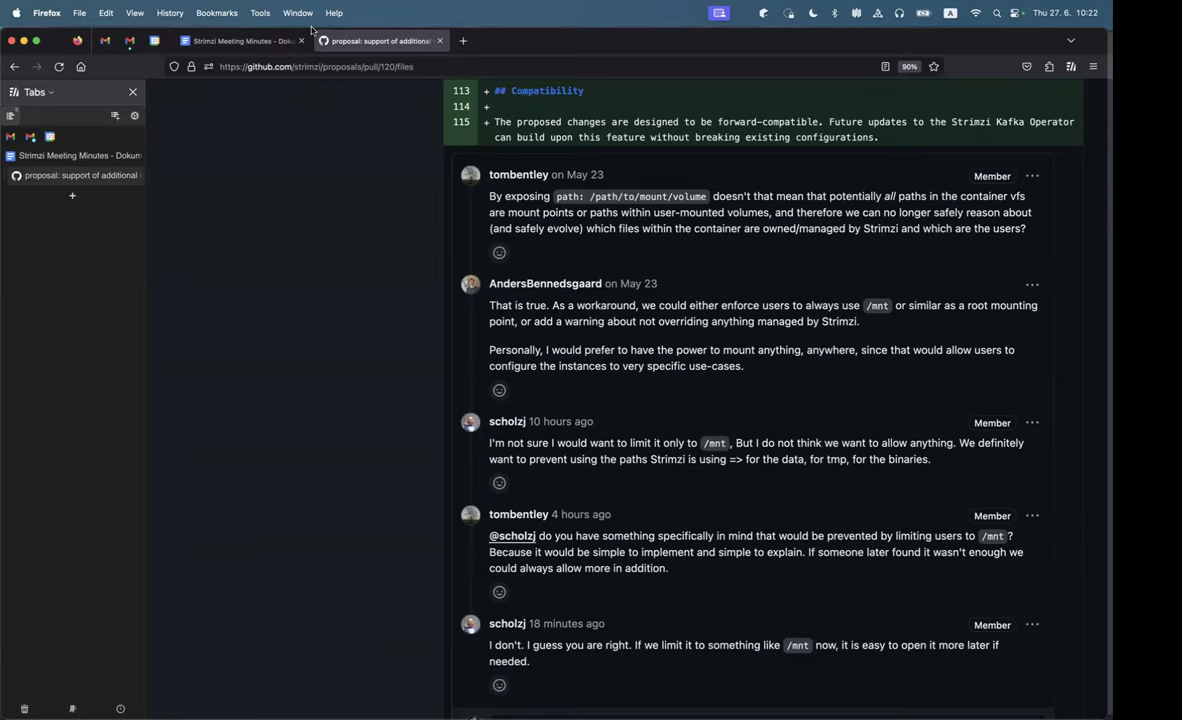 Firefox File Edit View History Bookmarks Tools Window Help A Thu 27. 6. 10:22
Strimzi Meeting Minutes - Doku
proposal: support of additional
https://github.com/strimzi/proposals/pull/120/files
90%
Tabs
Strimzi Meeting Minutes - Dokum
proposal: support of additional
113 + ## Compatibility
114 +
115 + The proposed changes are designed to be forward-compatible. Future updates to the Strimzi Kafka Operator
can build upon this feature without breaking existing configurations.
tombentley on May 23 Member
By exposing path: /path/to/mount/volume doesn't that mean that potentially all paths in the container vfs
are mount points or paths within user-mounted volumes, and therefore we can no longer safely reason about
(and safely evolve) which files within the container are owned/managed by Strimzi and which are the users?
AndersBennedsgaard on May 23
That is true. As a workaround, we could either enforce users to always use /mnt or similar as a root mounting
point, or add a warning about not overriding anything managed by Strimzi.
Personally, I would prefer to have the power to mount anything, anywhere, since that would allow users to
configure the instances to very specific use-cases.
scholzj 10 hours ago Member
I'm not sure I would want to limit it only to /mnt, But I do not think we want to allow anything. We definitely
want to prevent using the paths Strimzi is using => for the data, for tmp, for the binaries.
tombentley 4 hours ago Member
@scholzj do you have something specifically in mind that would be prevented by limiting users to /mnt?
Because it would be simple to implement and simple to explain. If someone later found it wasn't enough we
could always allow more in addition.
scholzj 18 minutes ago Member
I don't. I guess you are right. If we limit it to something like /mnt now, it is easy to open it more later if
needed.